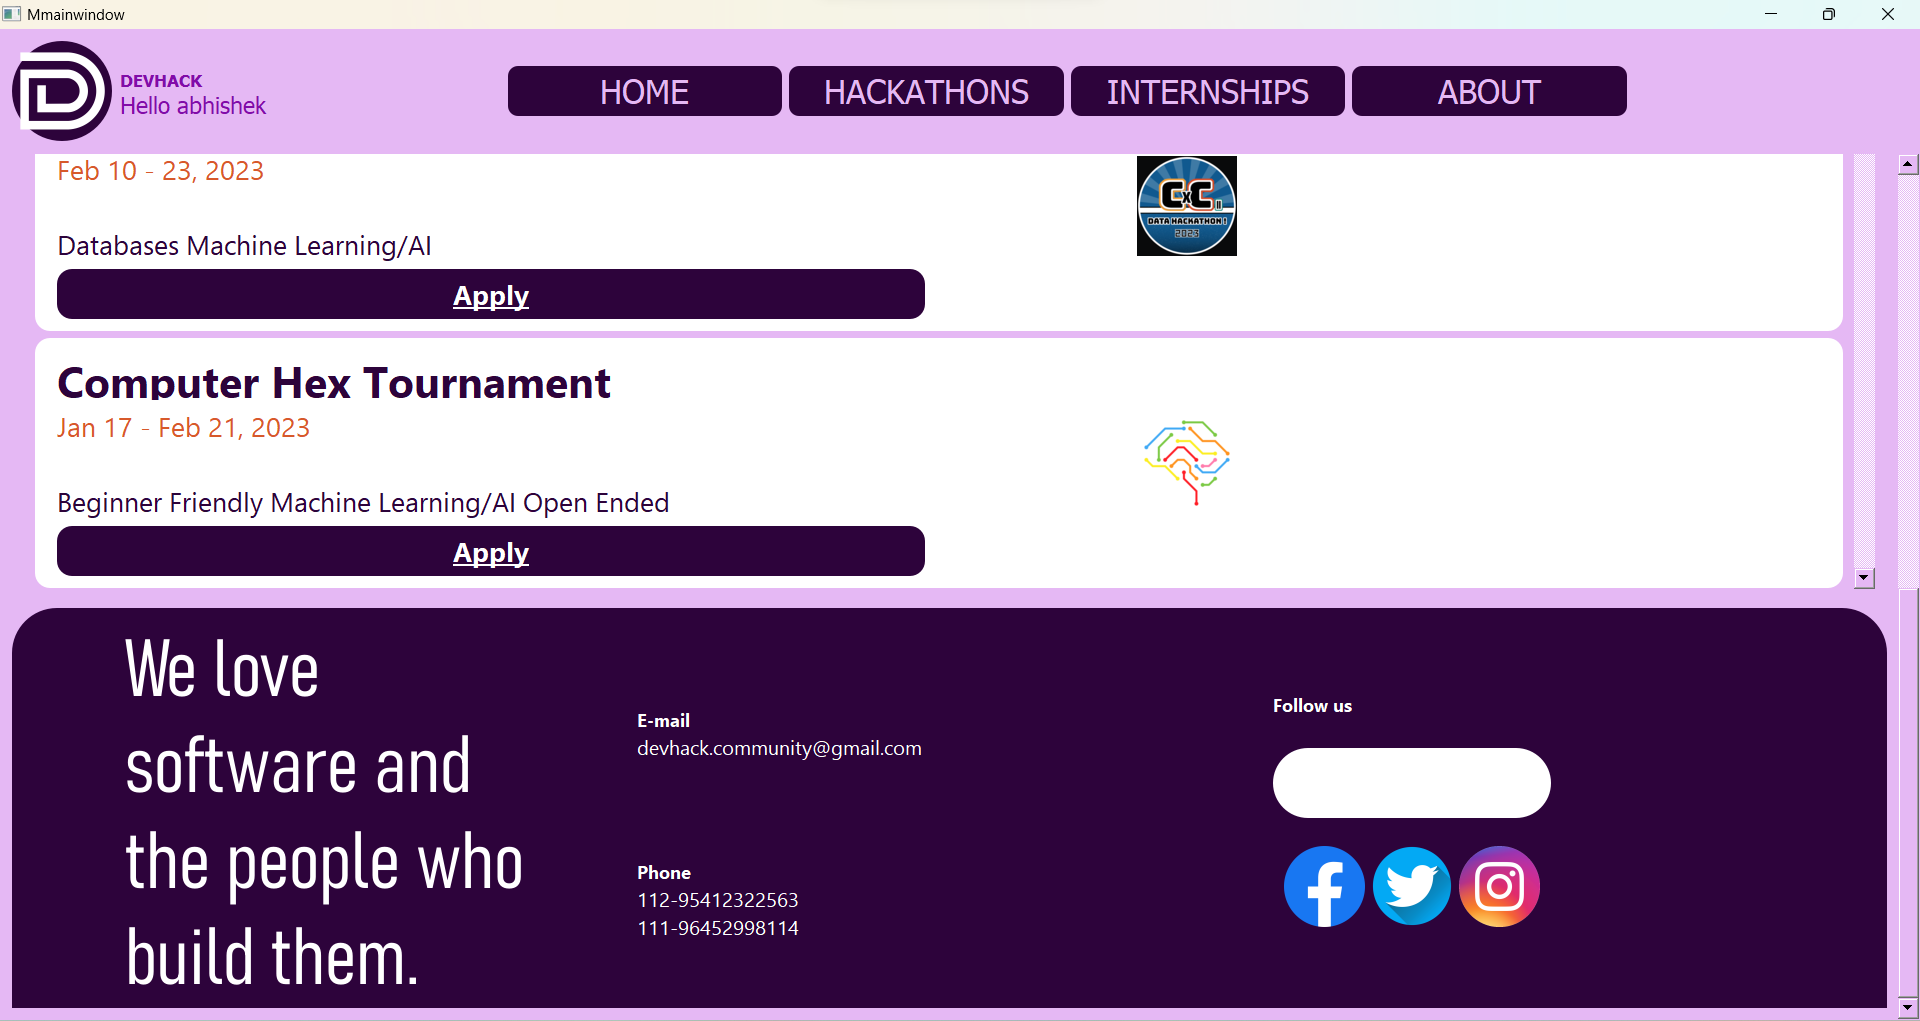 Mmainwindow
DEVHACK
Hello abhishek
HOME
HACKATHONS
INTERNSHIPS
ABOUT
Feb 10 - 23, 2023
CxC
DATA HACKATHON!
2023
Databases Machine Learning/AI
Apply
Computer Hex Tournament
Jan 17 - Feb 21, 2023
Beginner Friendly Machine Learning/AI Open Ended
Apply
We love
software and
the people who
build them.
E-mail
devhack.community@gmail.com
Phone
112-95412322563
111-96452998114
Follow us